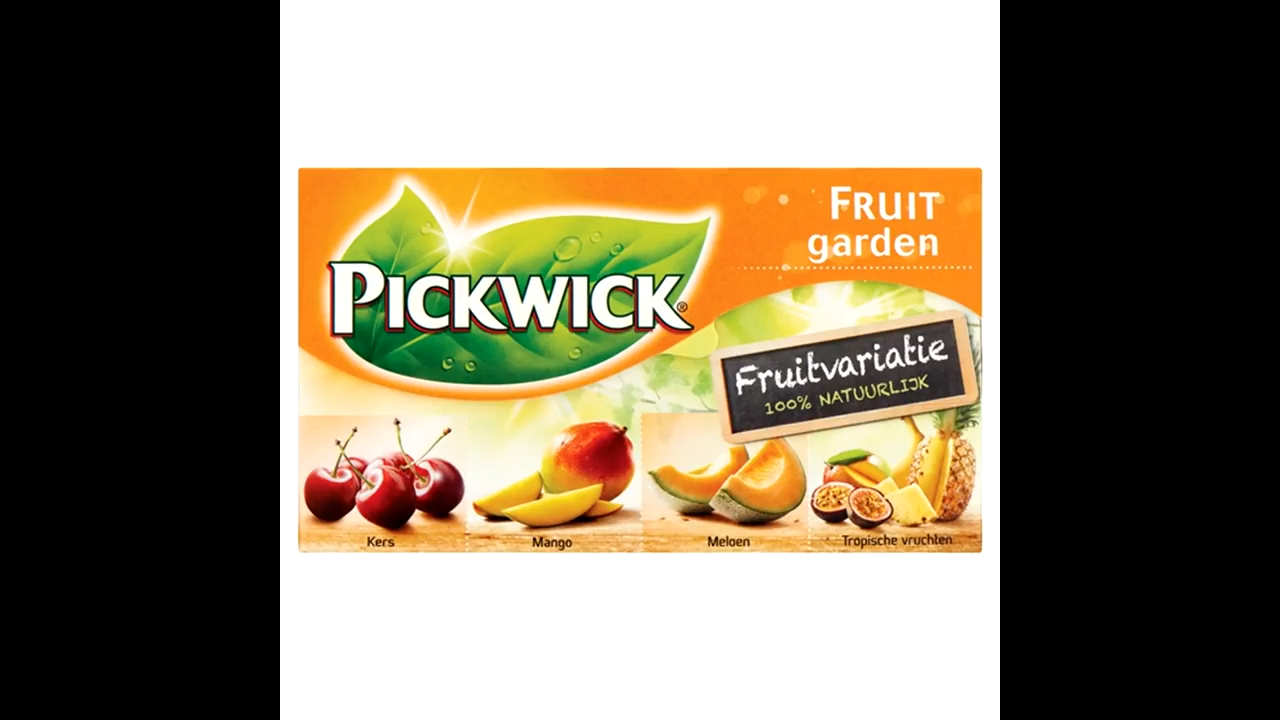 FRUIT
garden
PICKWICK®
Fruitvariatie
100% NATUURLIJK
Kers
Mango
Meloen
Tropische vruchten